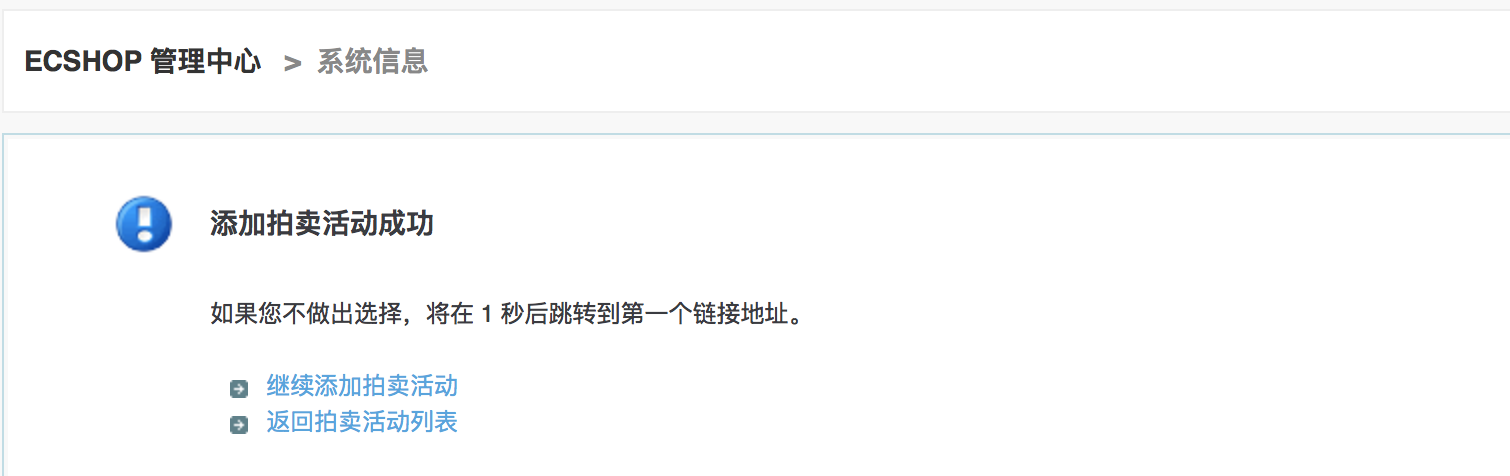 ECSHOP 管理中心 > 系统信息
添加拍卖活动成功
如果您不做出选择，将在 1 秒后跳转到第一个链接地址。
继续添加拍卖活动
返回拍卖活动列表